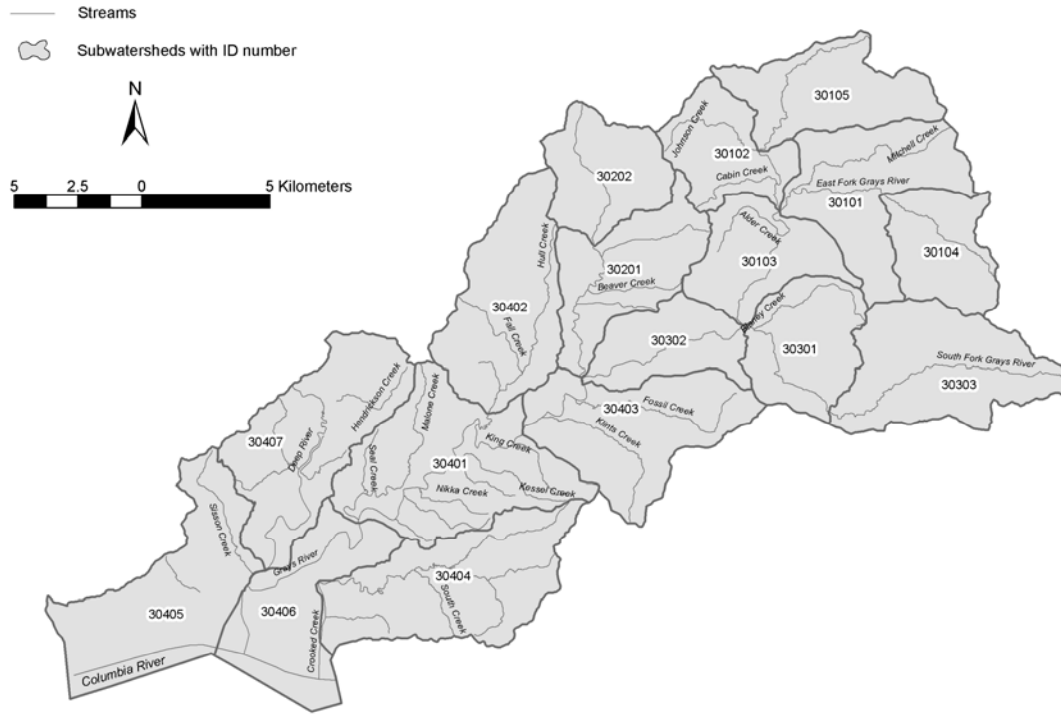 Streams
Subwatersheds with ID number
N
5 2.5 0 5 Kilometers
30105
Johnson Creek
30102
Mitchell Creek
30202
Cabin Creek
East Fork Grays River
30101
Alder Creek
Hull Creek
30201
30103
30104
Beaver Creek
30402
Fall Creek
30302
30301
South Fork Grays River
30303
Hendrickson Creek
Malone Creek
30403
Fossil Creek
Klints Creek
30407
Deep River
King Creek
Seal Creek
30401
Nikka Creek
Kessel Creek
Sisson Creek
Grays River
30404
South Creek
30405
30406
Crooked Creek
Columbia River